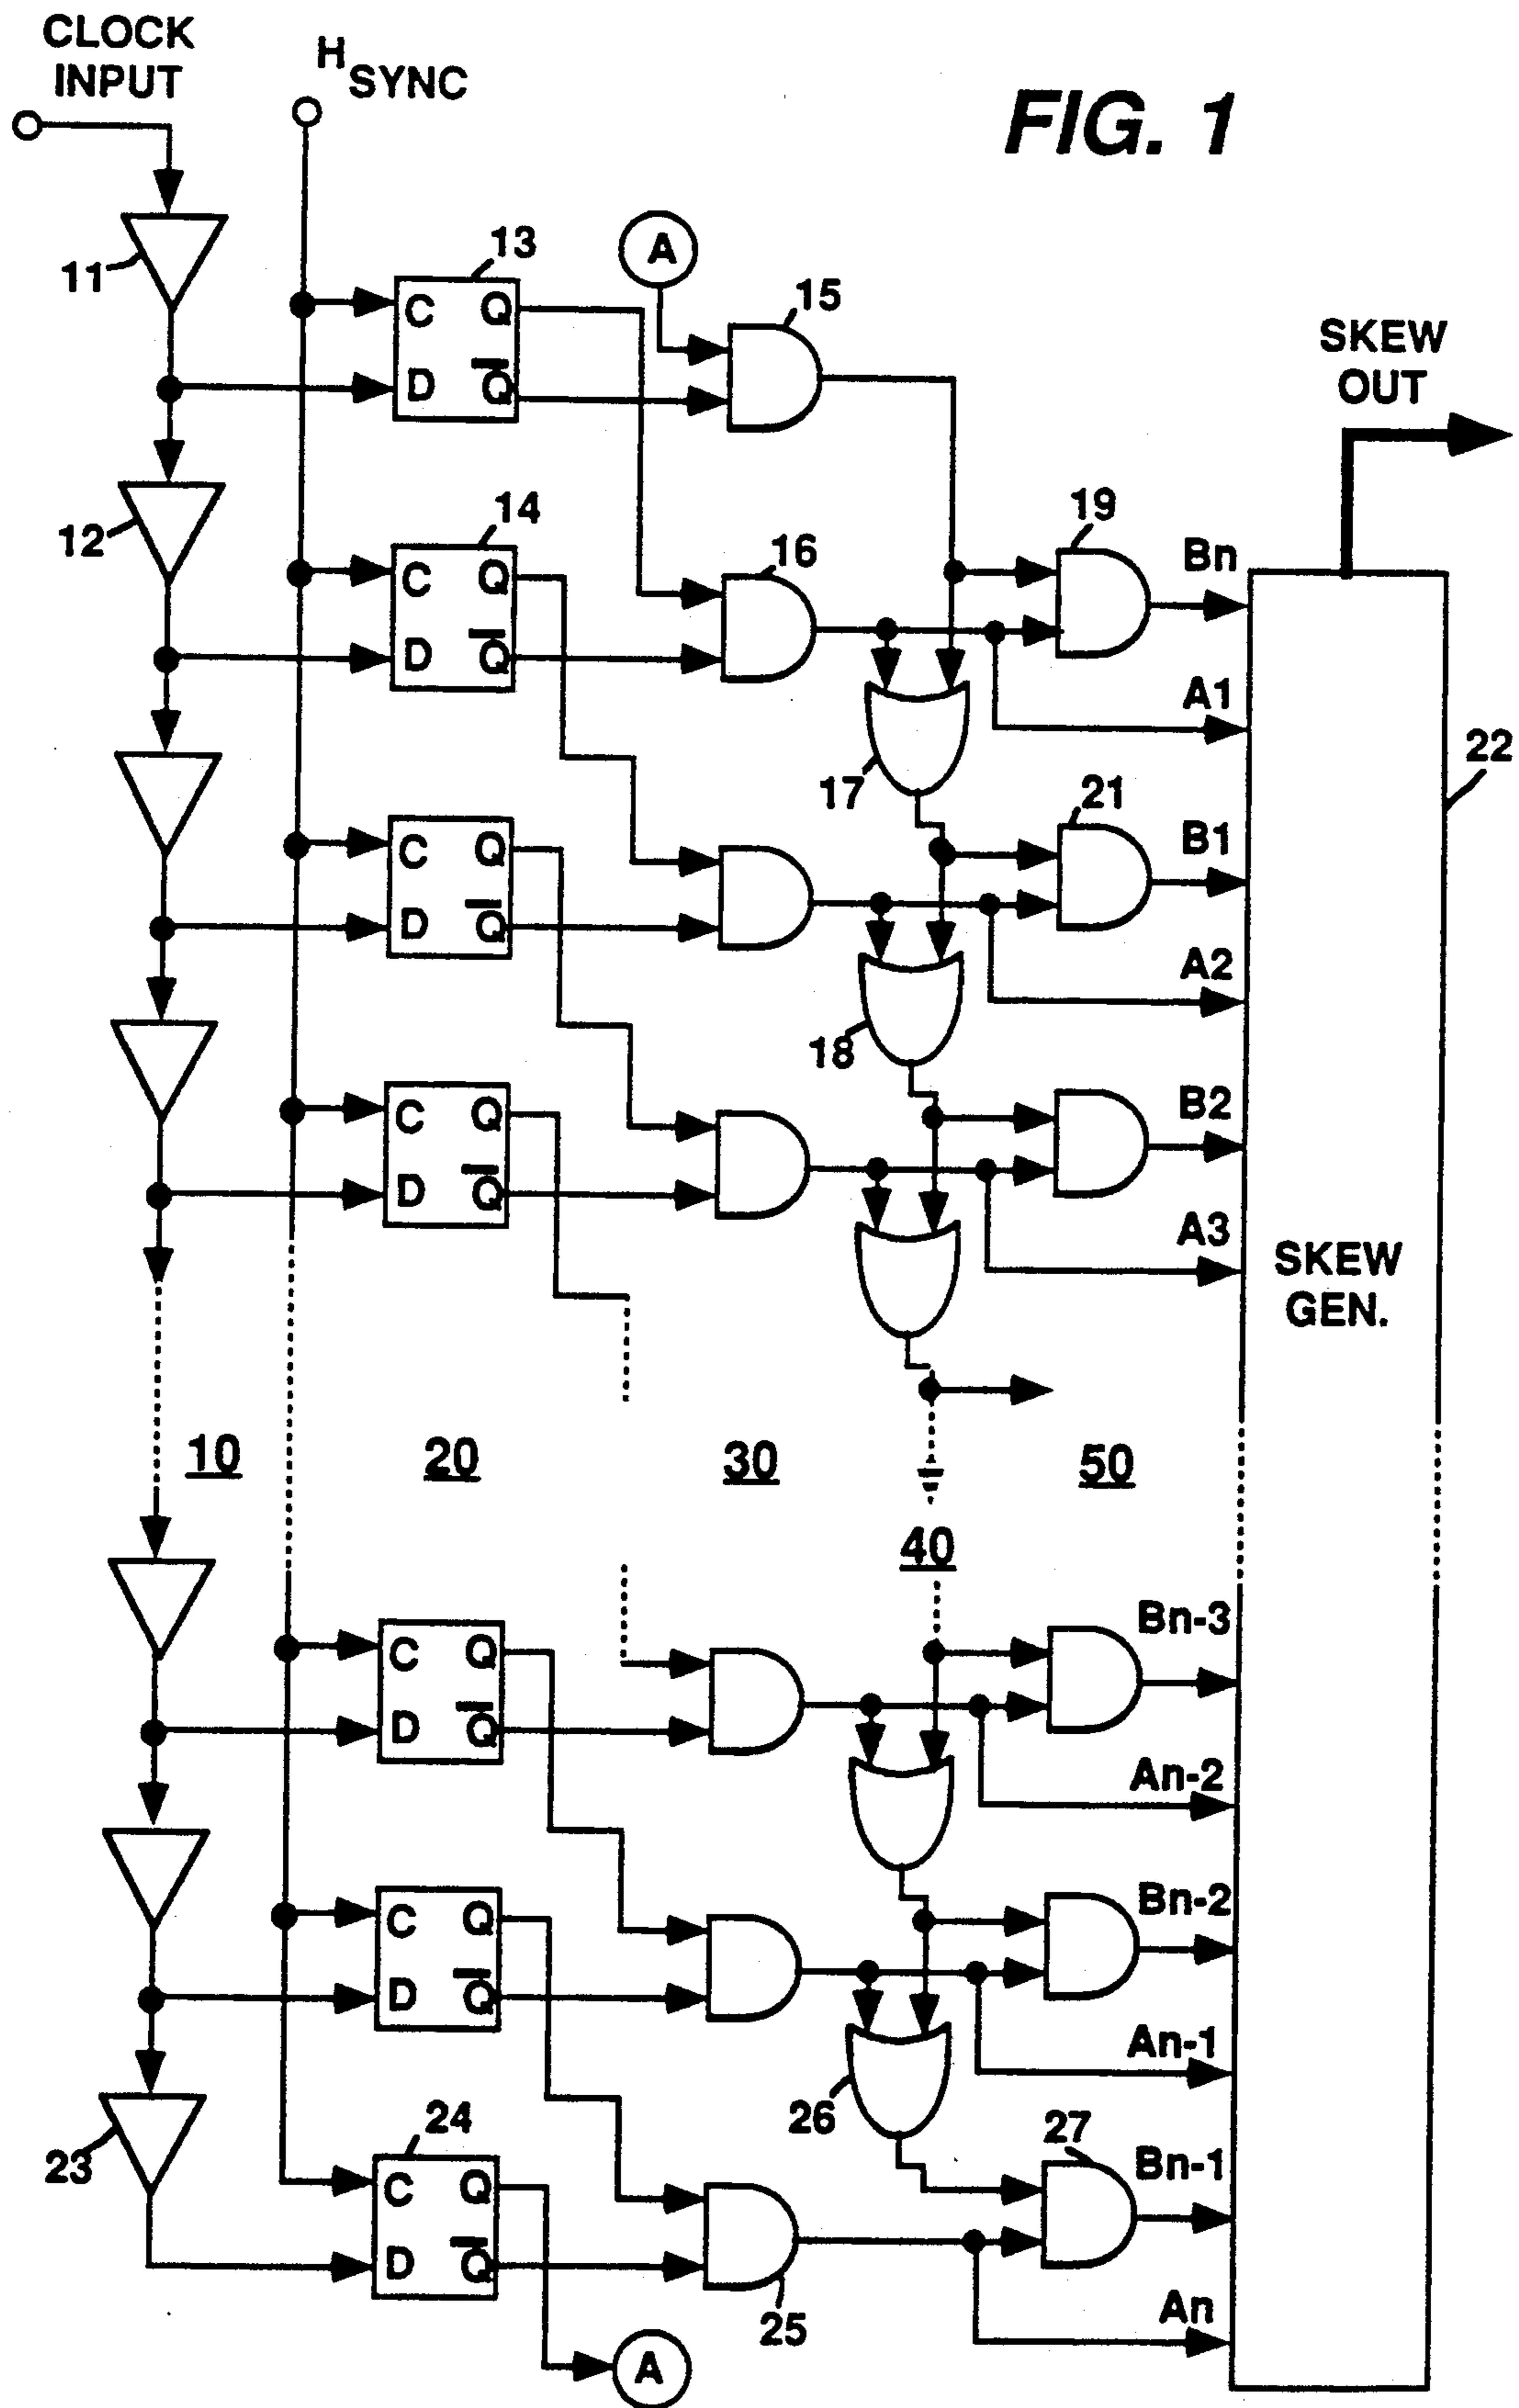 CLOCK
INPUT
H SYNC
FIG. 1
11
13
C Q
D Q̅
A
15
SKEW
OUT
12
14
C Q
D Q̅
16
19
Bn
A1
17
22
C Q
D Q̅
21
B1
A2
18
C Q
D Q̅
B2
A3
SKEW
GEN.
10
20
30
40
50
C Q
D Q̅
Bn-3
An-2
C Q
D Q̅
Bn-2
An-1
26
23
24
C Q
D Q̅
25
27
Bn-1
An
A